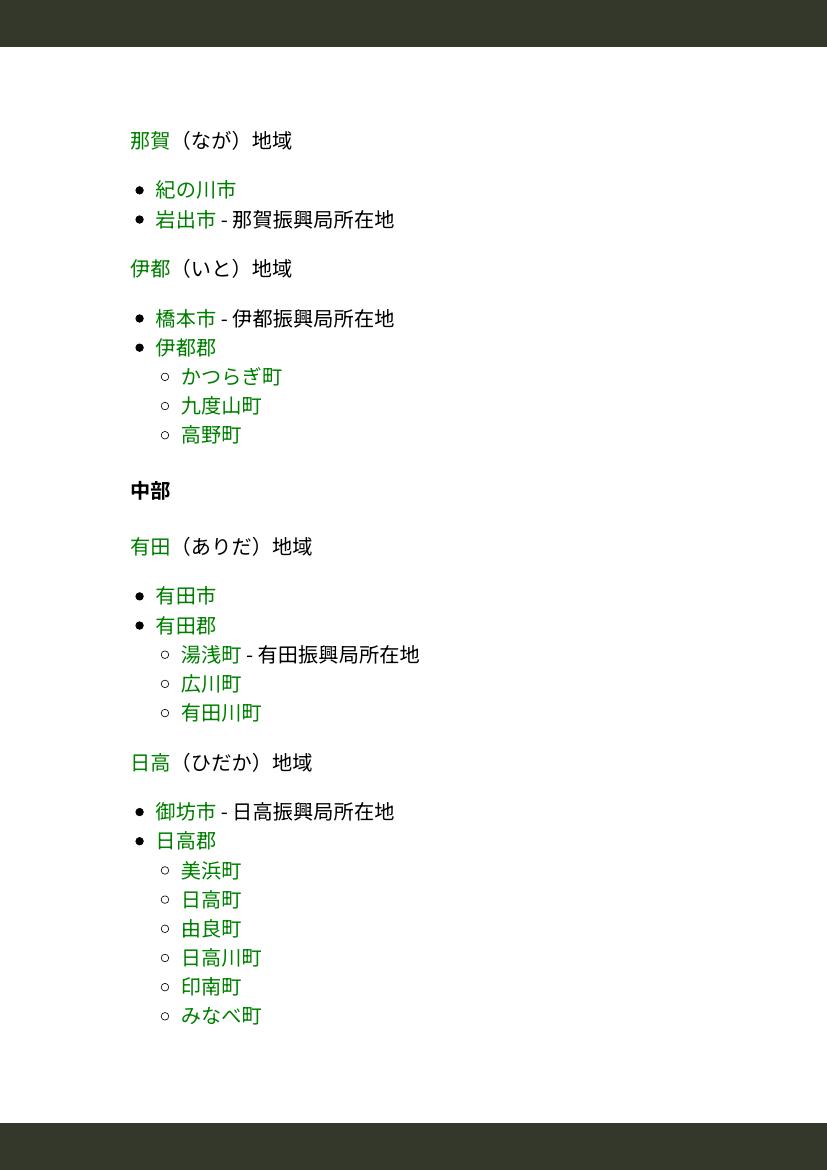 那賀（なが）地域
紀の川市
岩出市 - 那賀振興局所在地
伊都（いと）地域
橋本市 - 伊都振興局所在地
伊都郡
かつらぎ町
九度山町
高野町
中部
有田（ありだ）地域
有田市
有田郡
湯浅町 - 有田振興局所在地
広川町
有田川町
日高（ひだか）地域
御坊市 - 日高振興局所在地
日高郡
美浜町
日高町
由良町
日高川町
印南町
みなべ町